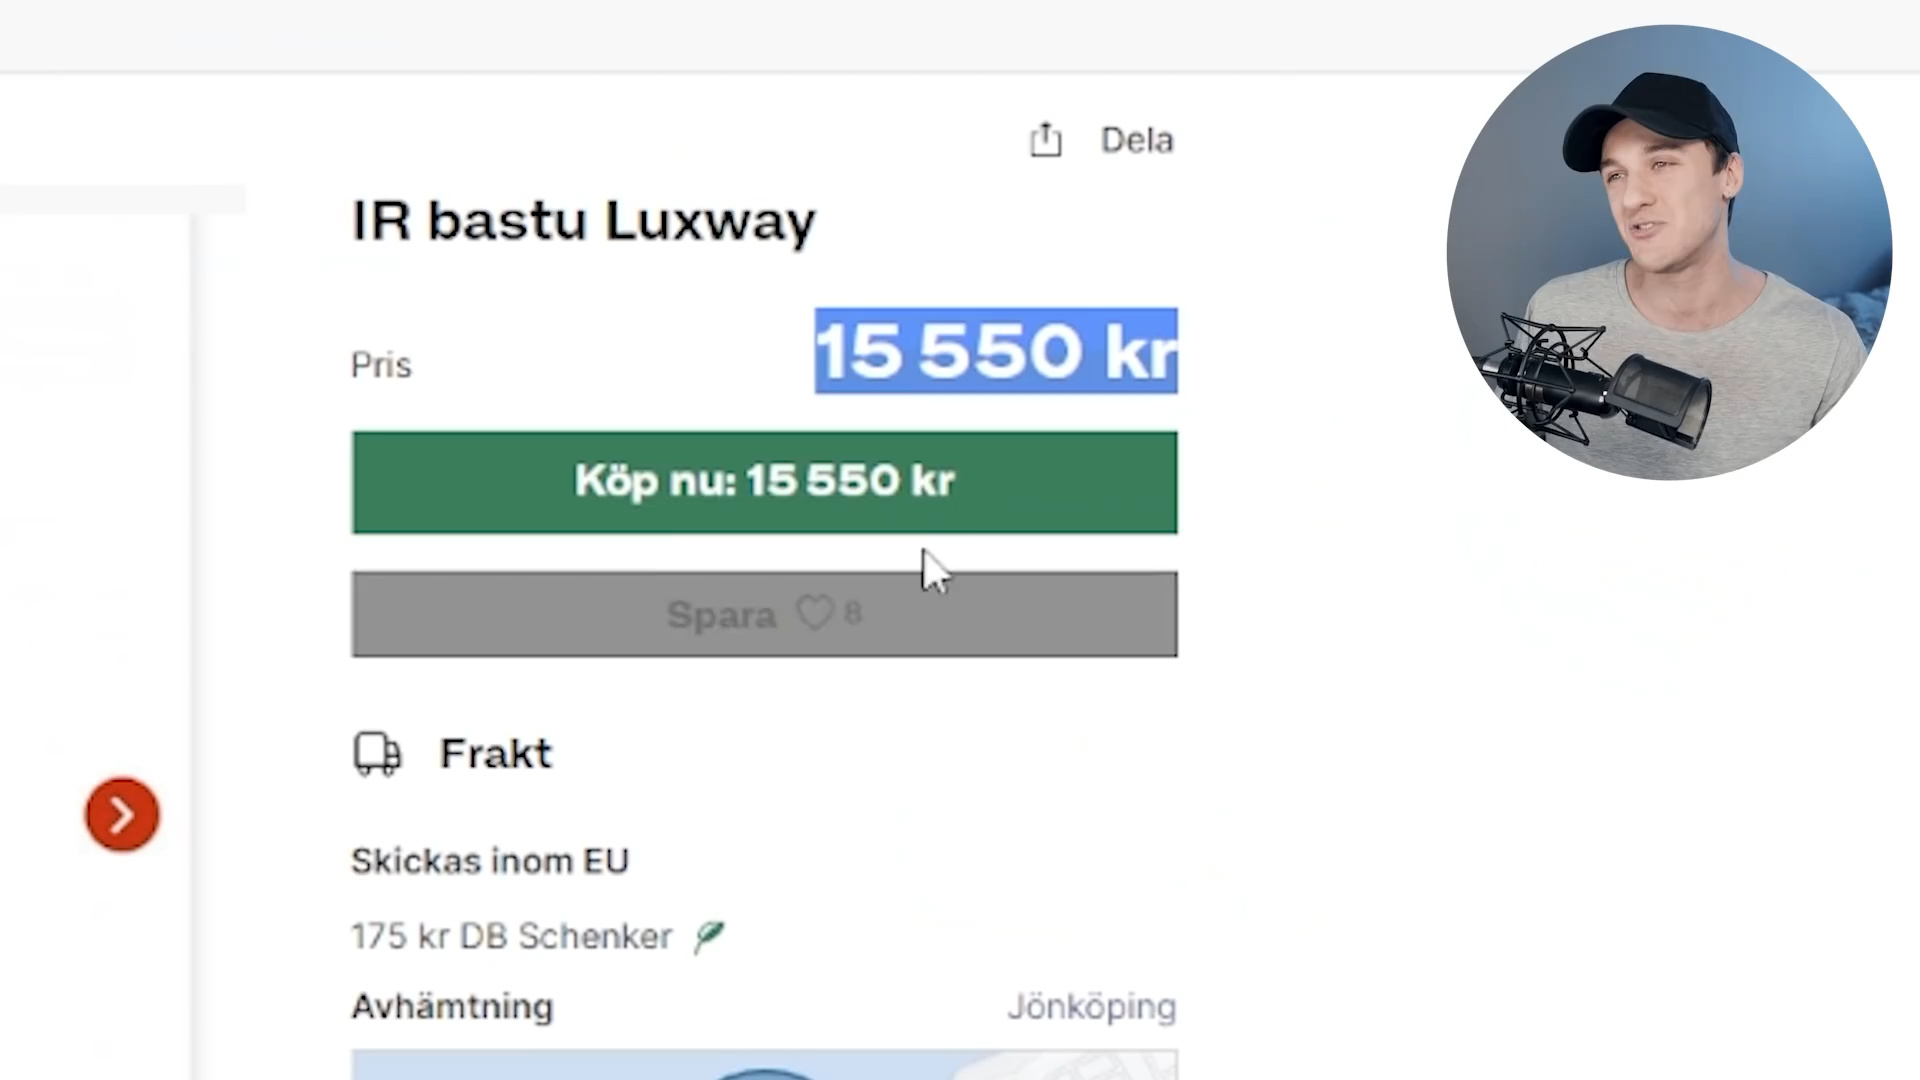 Dela
IR bastu Luxway
Pris
15 550 kr
Köp nu: 15 550 kr
Spara 8
Frakt
Skickas inom EU
175 kr DB Schenker
Avhämtning
Jönköping